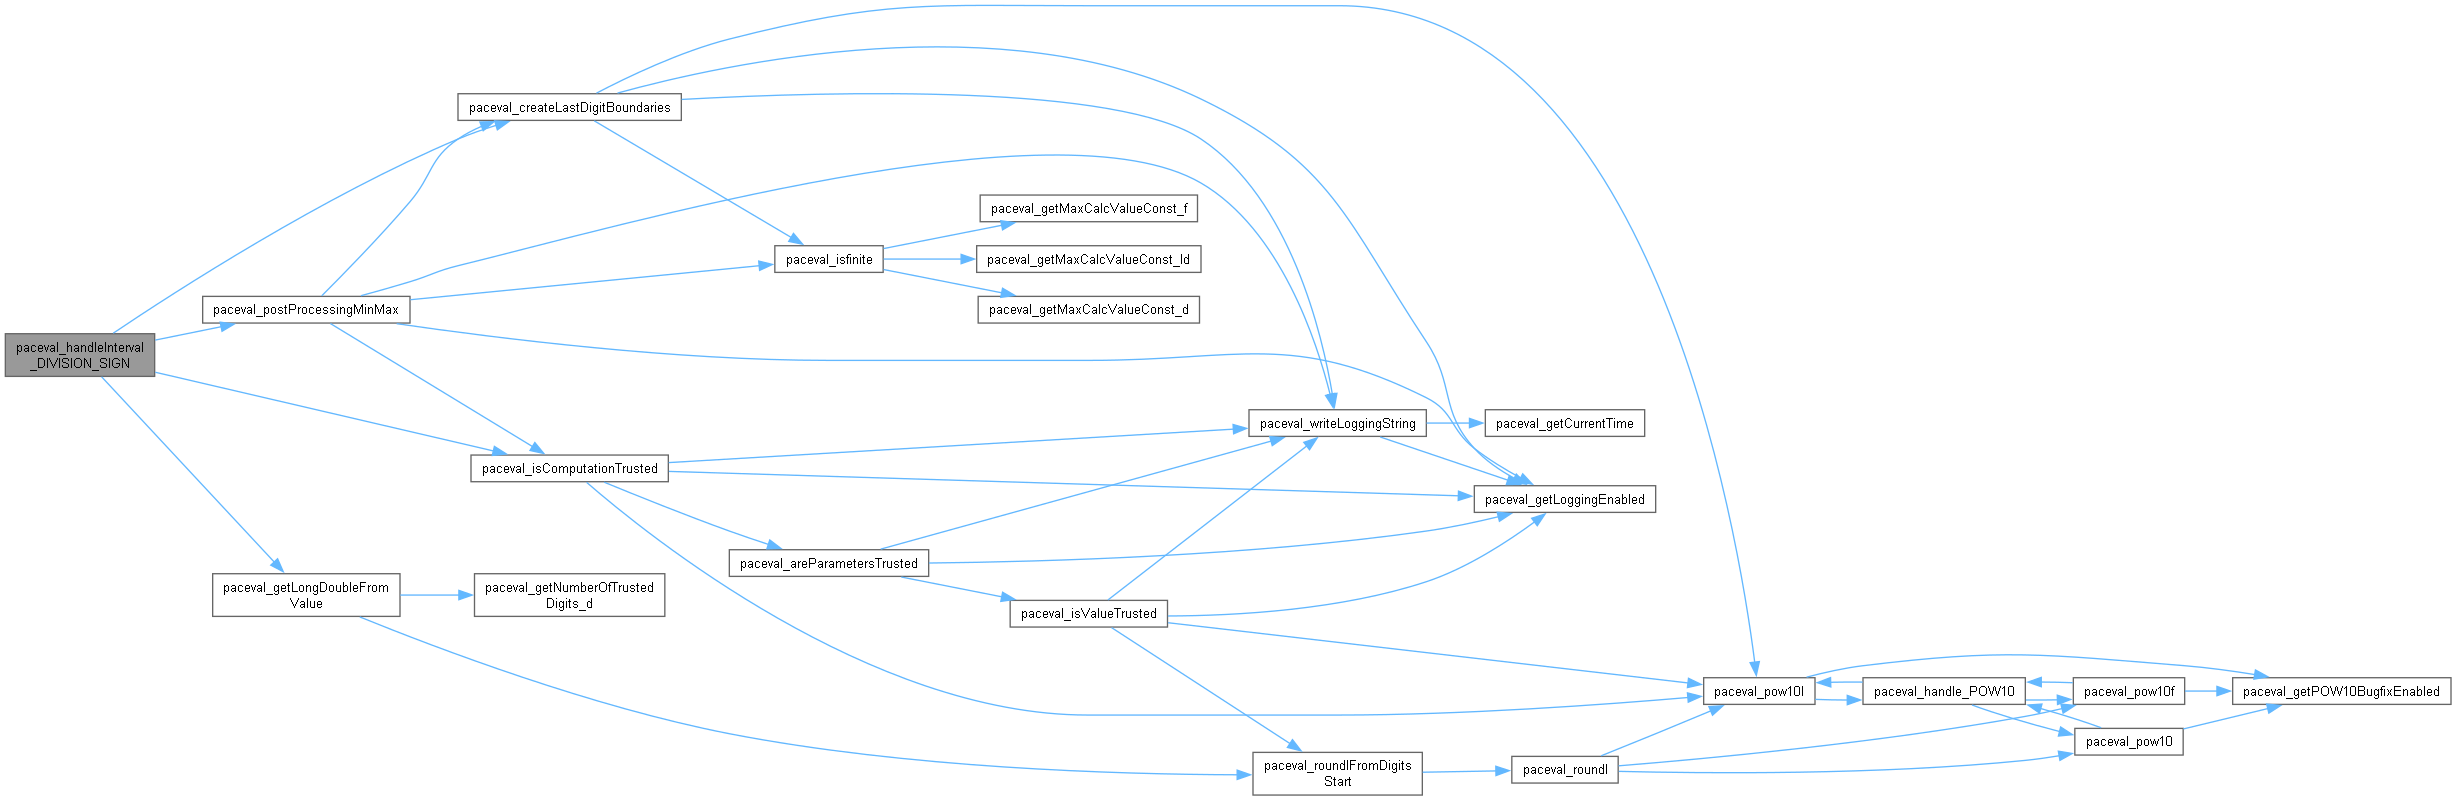 paceval_handleInterval
_DIVISION_SIGN
paceval_createLastDigitBoundaries
paceval_postProcessingMinMax
paceval_isfinite
paceval_getMaxCalcValueConst_f
paceval_getMaxCalcValueConst_ld
paceval_getMaxCalcValueConst_d
paceval_isComputationTrusted
paceval_getLongDoubleFrom
Value
paceval_getNumberOfTrusted
Digits_d
paceval_areParametersTrusted
paceval_isValueTrusted
paceval_writeLoggingString
paceval_getCurrentTime
paceval_getLoggingEnabled
paceval_roundlFromDigits
Start
paceval_roundl
paceval_pow10l
paceval_handle_POW10
paceval_pow10f
paceval_pow10
paceval_getPOW10BugfixEnabled